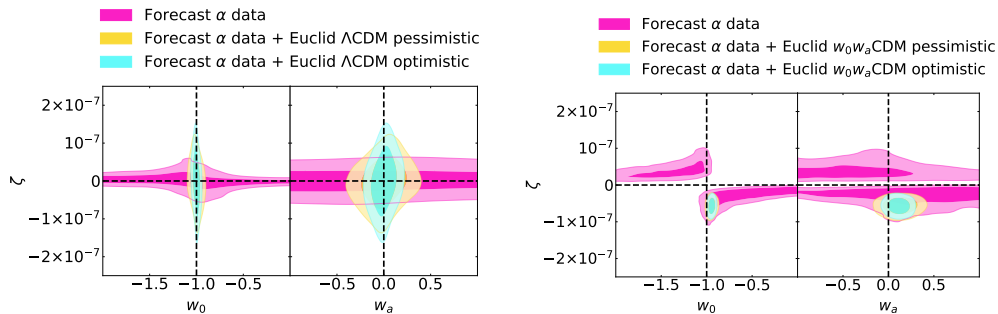 Forecast α data
Forecast α data + Euclid ΛCDM pessimistic
Forecast α data + Euclid ΛCDM optimistic
2×10⁻⁷
10⁻⁷
0
−1×10⁻⁷
−2×10⁻⁷
ζ
−1.5 −1.0 −0.5 −0.5 0.0 0.5
w₀ wₐ
Forecast α data
Forecast α data + Euclid w₀wₐCDM pessimistic
Forecast α data + Euclid w₀wₐCDM optimistic
2×10⁻⁷
10⁻⁷
0
−1×10⁻⁷
−2×10⁻⁷
ζ
−1.5 −1.0 −0.5 −0.5 0.0 0.5
w₀ wₐ